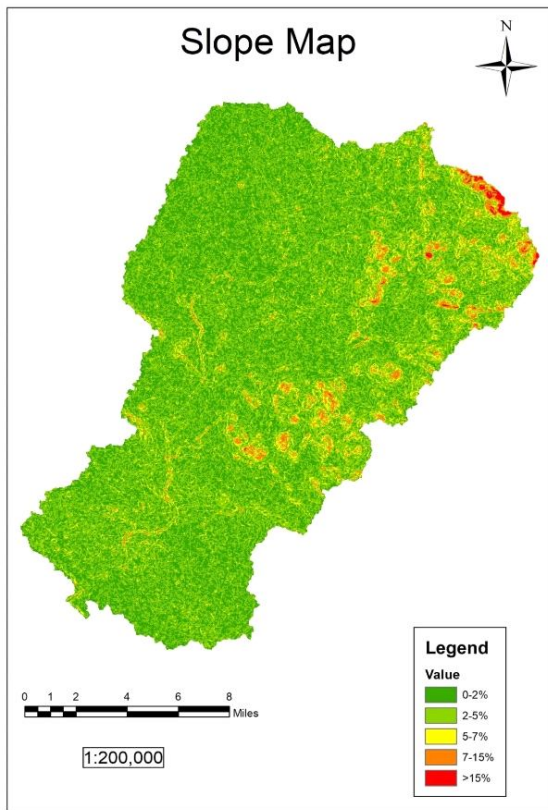 Slope Map
N
0 1 2 4 6 8
Miles
1:200,000
Legend
Value
0-2%
2-5%
5-7%
7-15%
>15%